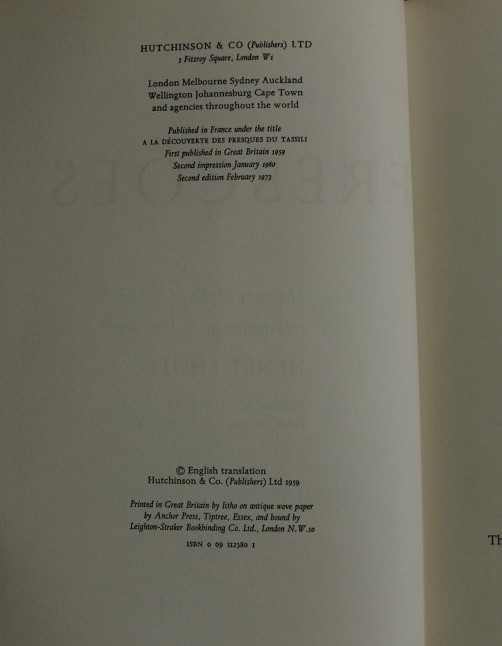 HUTCHINSON & CO (Publishers) LTD
3 Fitzroy Square, London W1
London Melbourne Sydney Auckland
Wellington Johannesburg Cape Town
and agencies throughout the world
Published in France under the title
A LA DÉCOUVERTE DES FRESQUES DU TASSILI
First published in Great Britain 1959
Second impression January 1960
Second edition February 1973
© English translation
Hutchinson & Co. (Publishers) Ltd 1959
Printed in Great Britain by litho on antique wove paper
by Anchor Press, Tiptree, Essex, and bound by
Leighton-Straker Bookbinding Co. Ltd., London N.W.10
ISBN 0 09 112380 1
Th